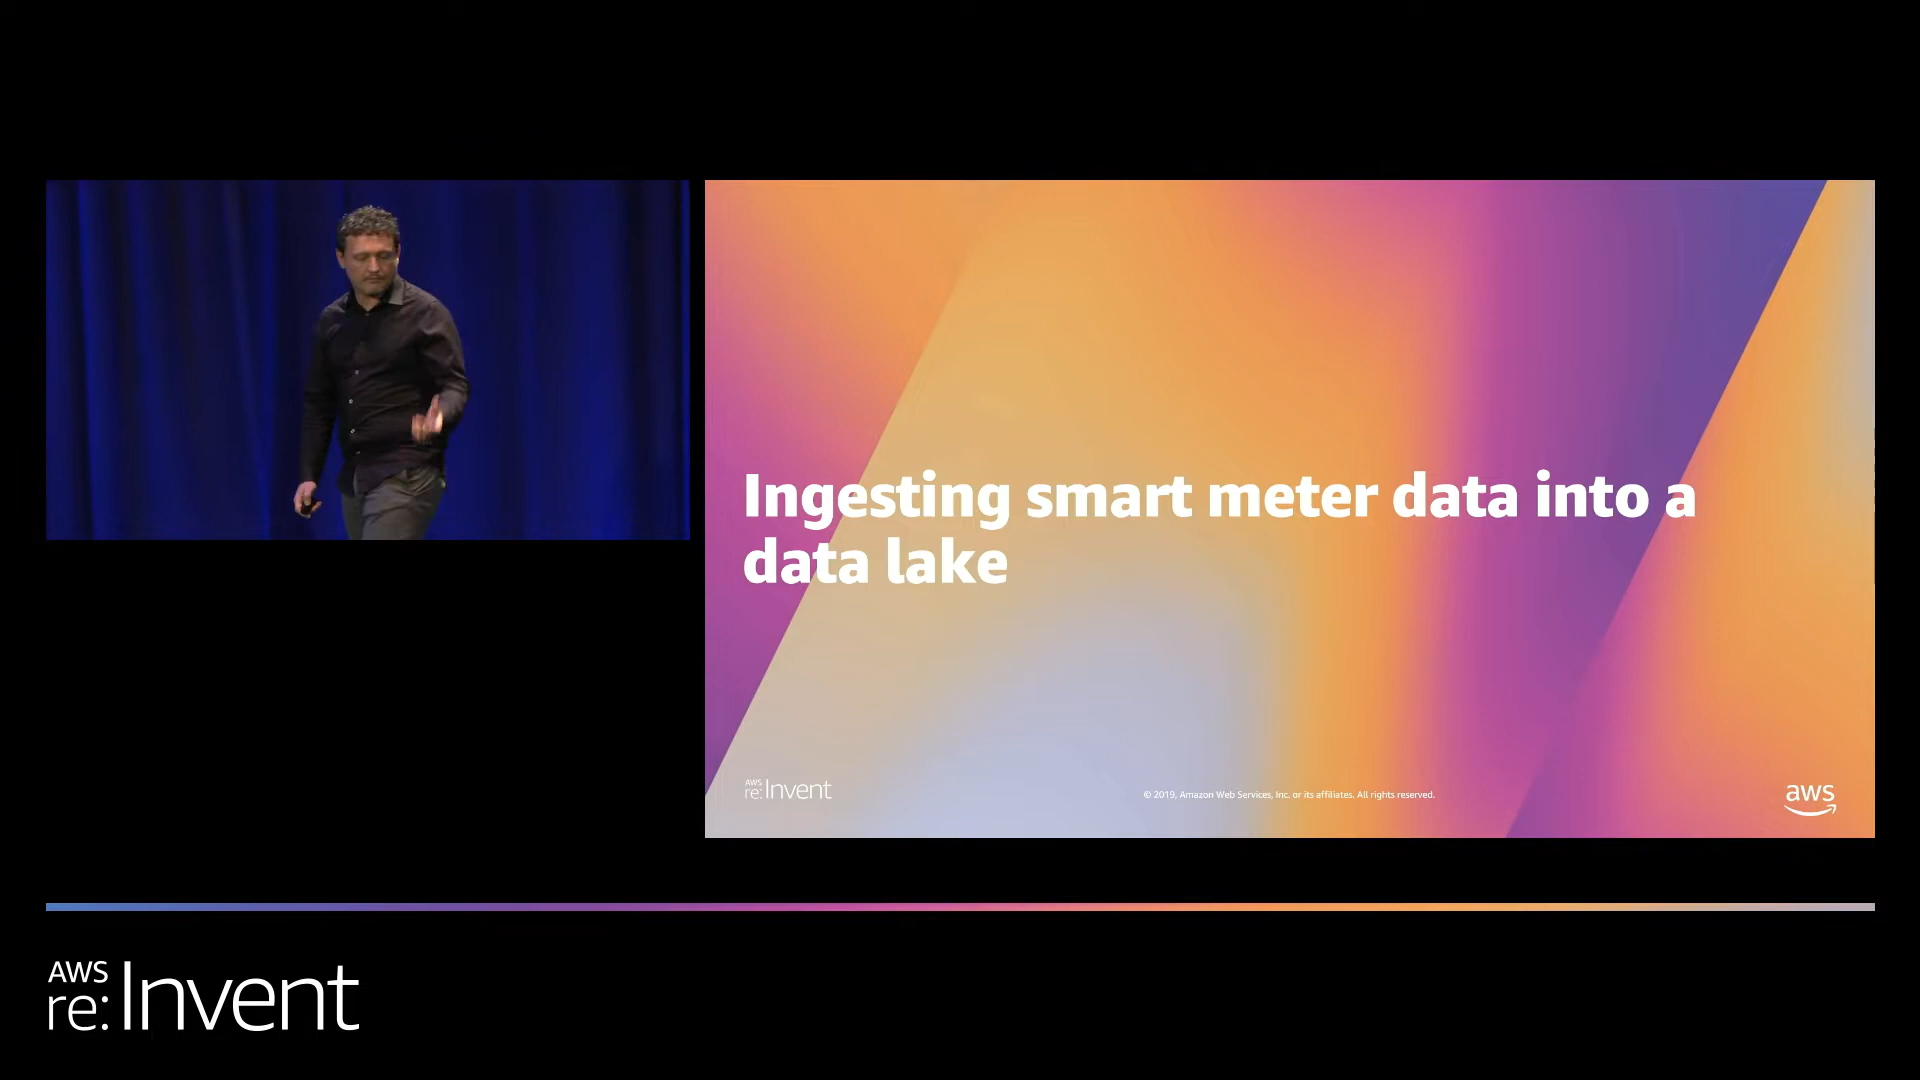 Ingesting smart meter data into a
data lake
AWS
re:Invent
© 2019, Amazon Web Services, Inc. or its affiliates. All rights reserved.
aws
AWS
re:Invent